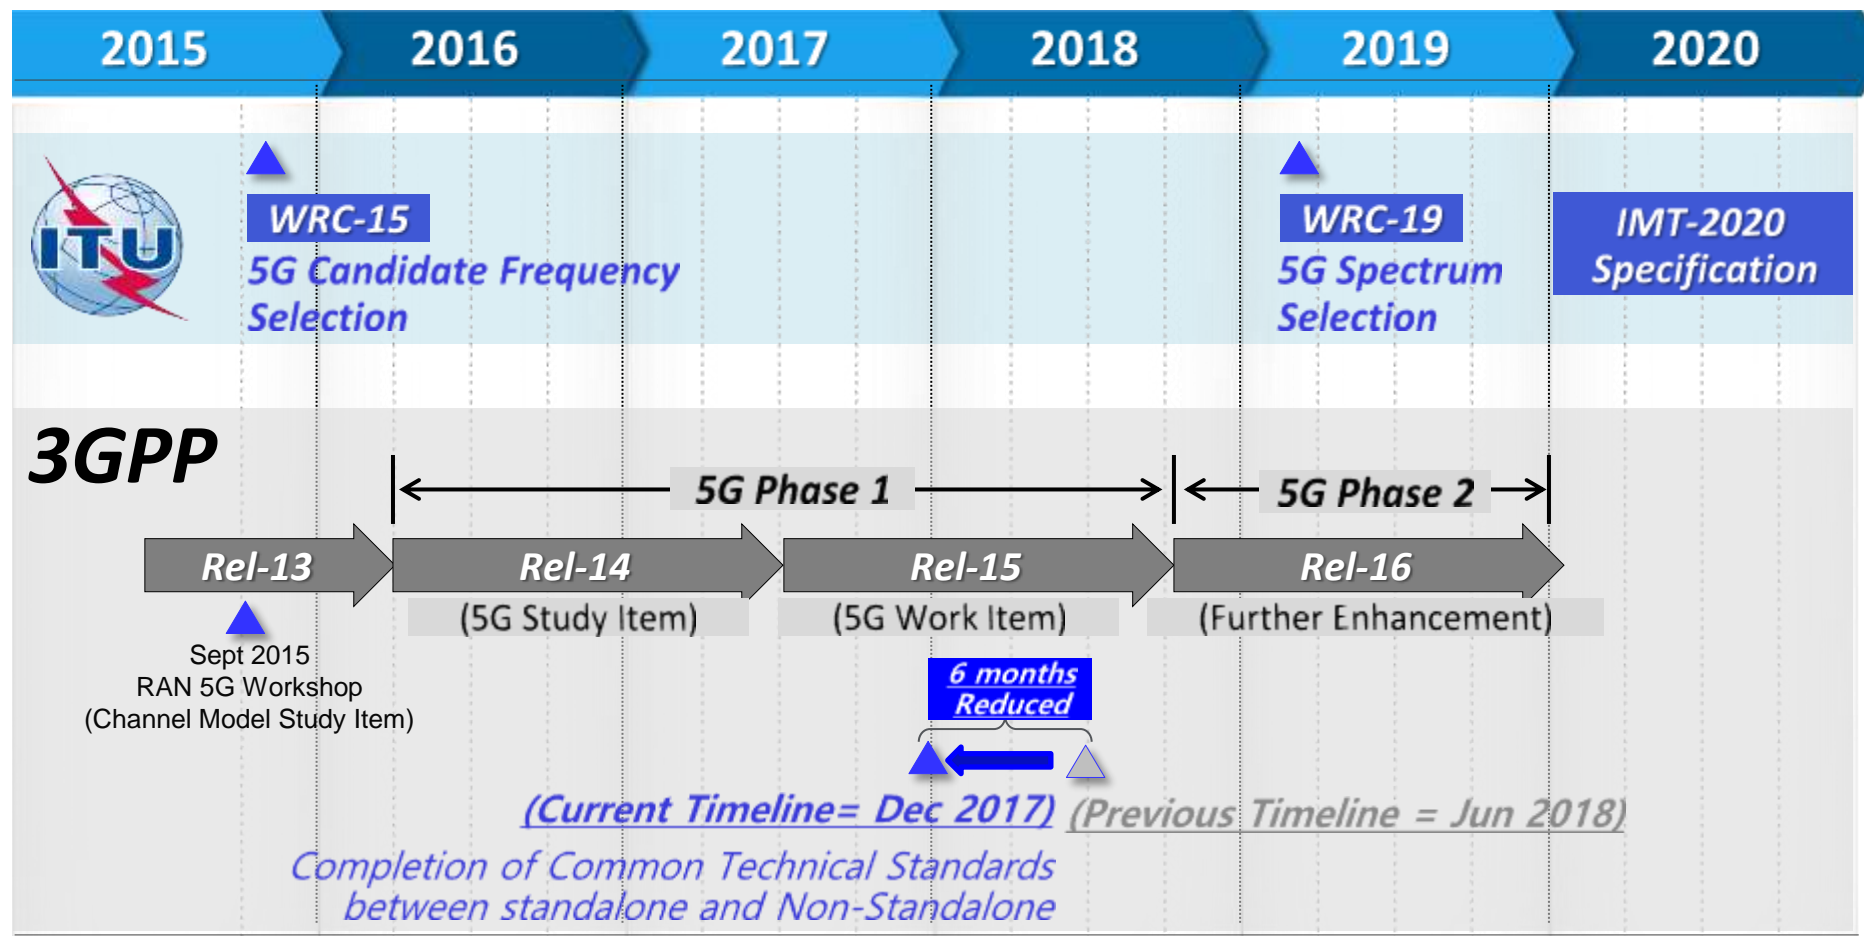 2015 2016 2017 2018 2019 2020
ITU
WRC-15
5G Candidate Frequency
Selection
WRC-19
5G Spectrum
Selection
IMT-2020
Specification
3GPP
5G Phase 1
5G Phase 2
Rel-13
Rel-14
Rel-15
Rel-16
(5G Study Item)
(5G Work Item)
(Further Enhancement)
Sept 2015
RAN 5G Workshop
(Channel Model Study Item)
6 months
Reduced
(Current Timeline= Dec 2017)
(Previous Timeline = Jun 2018)
Completion of Common Technical Standards
between standalone and Non-Standalone